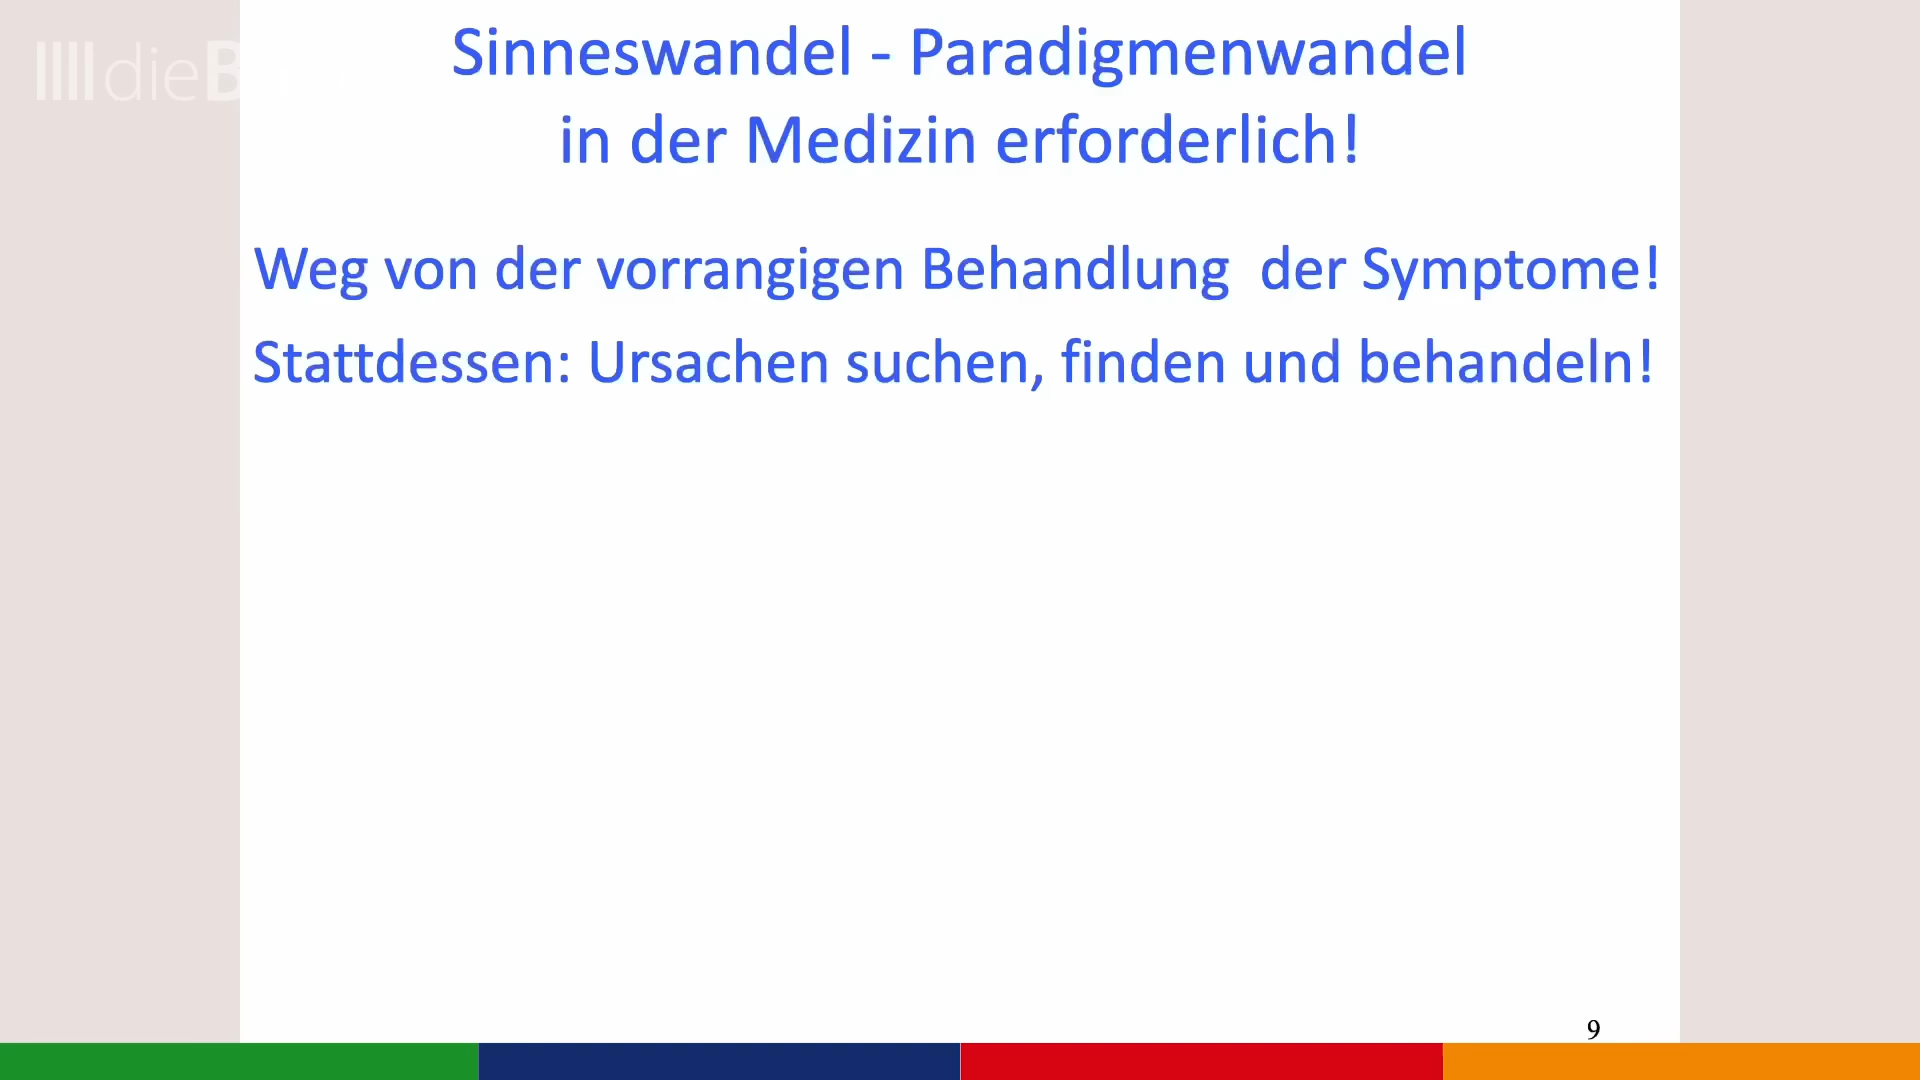 dieB
Sinneswandel - Paradigmenwandel
in der Medizin erforderlich!
Weg von der vorrangigen Behandlung  der Symptome!
Stattdessen: Ursachen suchen, finden und behandeln!
9